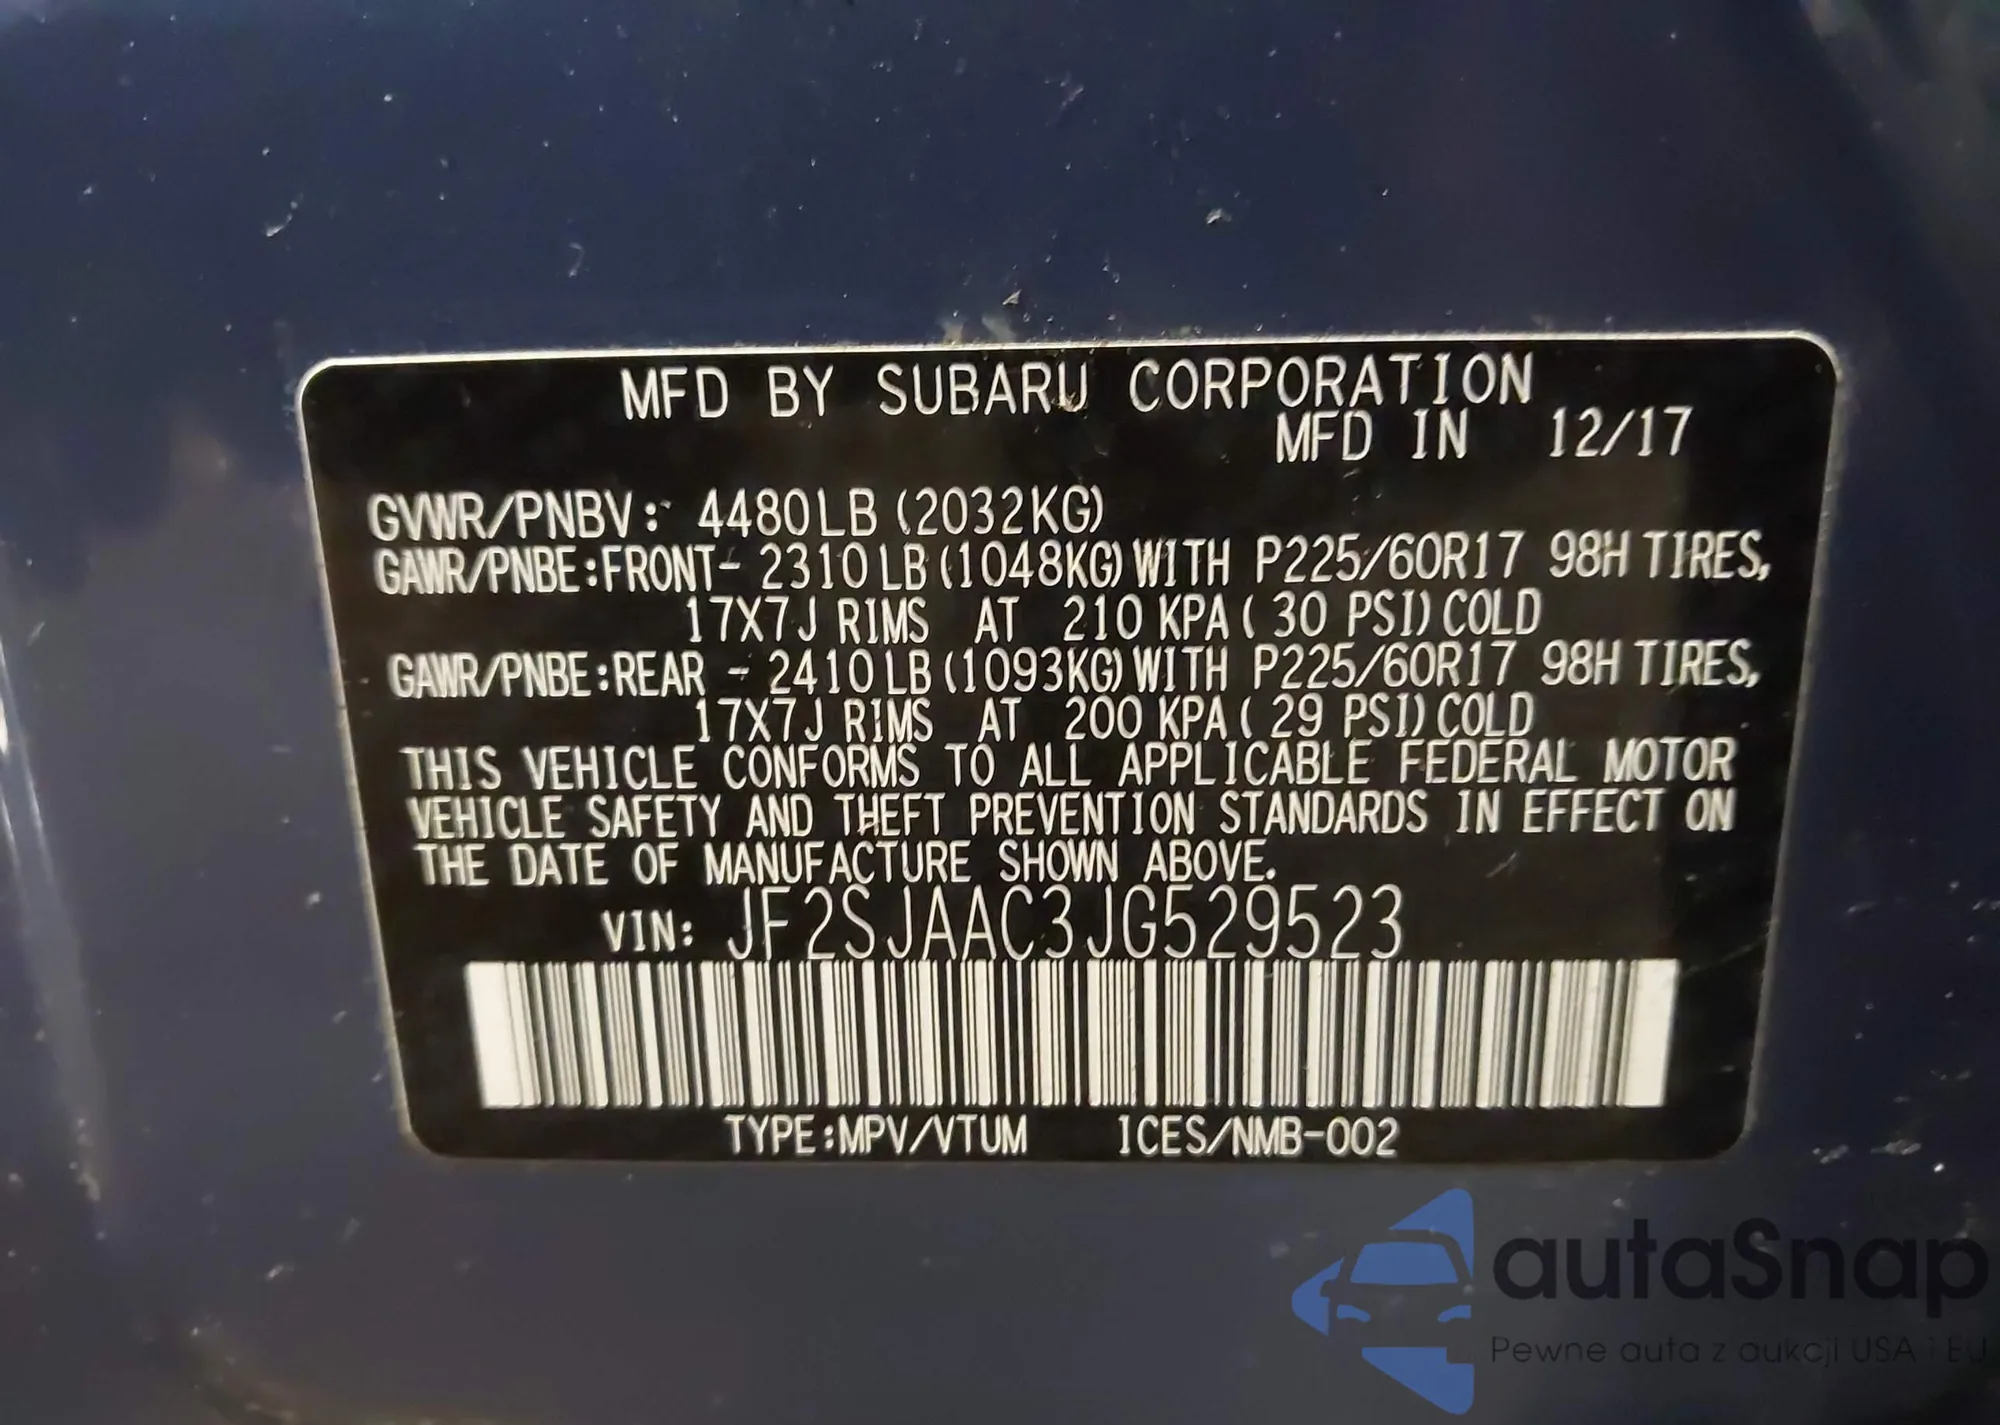 MFD BY SUBARU CORPORATION
MFD IN 12/17
GVWR/PNBV: 4480LB (2032KG)
GAWR/PNBE:FRONT- 2310LB (1048KG) WITH P225/60R17 98H TIRES,
17X7J RIMS AT 210 KPA ( 30 PSI) COLD
GAWR/PNBE:REAR - 2410LB (1093KG) WITH P225/60R17 98H TIRES,
17X7J RIMS AT 200 KPA ( 29 PSI) COLD
THIS VEHICLE CONFORMS TO ALL APPLICABLE FEDERAL MOTOR
VEHICLE SAFETY AND THEFT PREVENTION STANDARDS IN EFFECT ON
THE DATE OF MANUFACTURE SHOWN ABOVE.
VIN: JF2SJAAC3JG529523
TYPE:MPV/VTUM ICES/NMB-002
autaSnap
Pewne auta z aukcji USA i EU